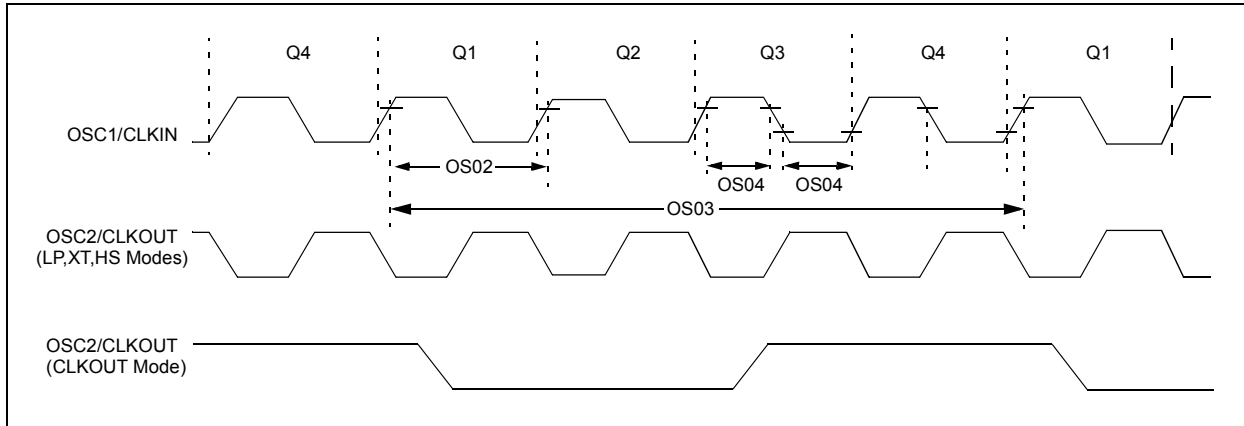 Q4 Q1 Q2 Q3 Q4 Q1
OSC1/CLKIN
OS02
OS04 OS04
OS03
OSC2/CLKOUT
(LP,XT,HS Modes)
OSC2/CLKOUT
(CLKOUT Mode)